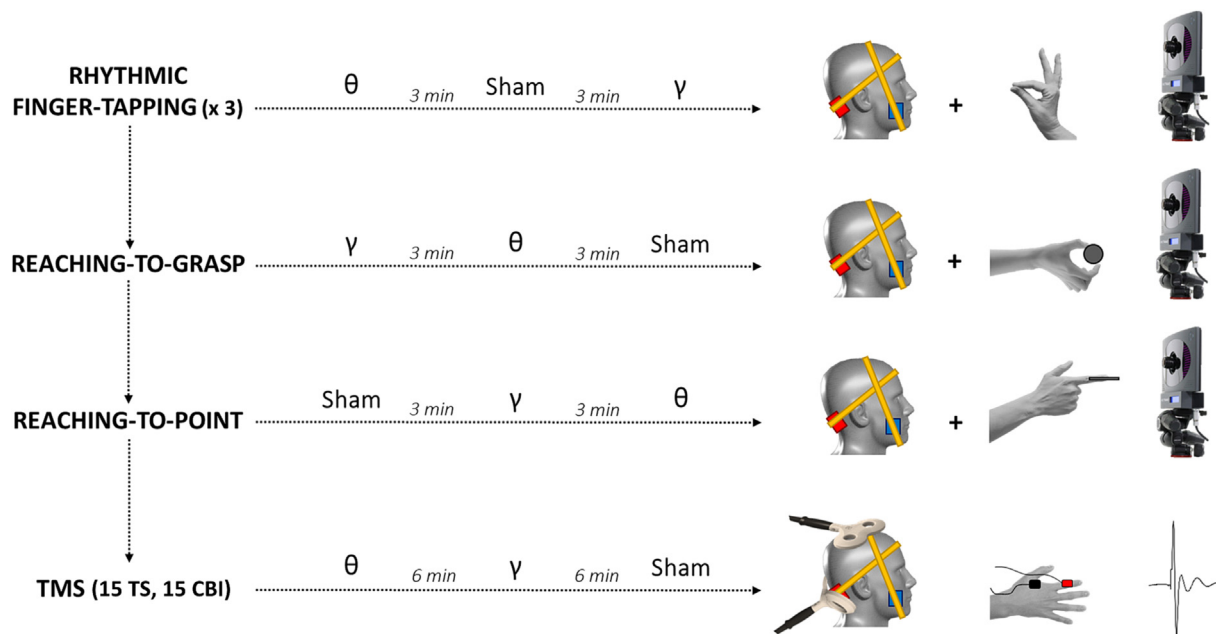 RHYTHMIC
FINGER-TAPPING (x 3)
θ 3 min Sham 3 min γ
+
REACHING-TO-GRASP
γ 3 min θ 3 min Sham
+
REACHING-TO-POINT
Sham 3 min γ 3 min θ
+
TMS (15 TS, 15 CBI)
θ 6 min γ 6 min Sham